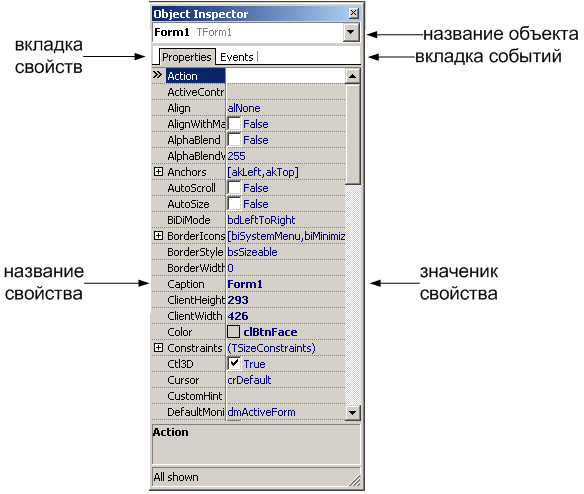 Object Inspector
Form1 TForm1
название объекта
вкладка свойств
Properties Events
вкладка событий
Action
ActiveContr
Align alNone
AlignWithMa False
AlphaBlend False
AlphaBlendV 255
Anchors [akLeft,akTop]
AutoScroll False
AutoSize False
BiDiMode bdLeftToRight
BorderIcons [biSystemMenu,biMinimiz
BorderStyle bsSizeable
BorderWidth 0
название свойства
Caption Form1
значеник свойства
ClientHeight 293
ClientWidth 426
Color clBtnFace
Constraints (TSizeConstraints)
Ctl3D True
Cursor crDefault
CustomHint
DefaultMoni dmActiveForm
Action
All shown